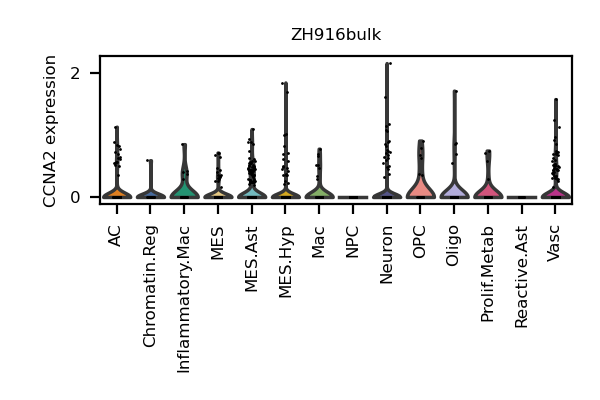 ZH916bulk
CCNA2 expression
2
0
AC
Chromatin.Reg
Inflammatory.Mac
MES
MES.Ast
MES.Hyp
Mac
NPC
Neuron
OPC
Oligo
Prolif.Metab
Reactive.Ast
Vasc